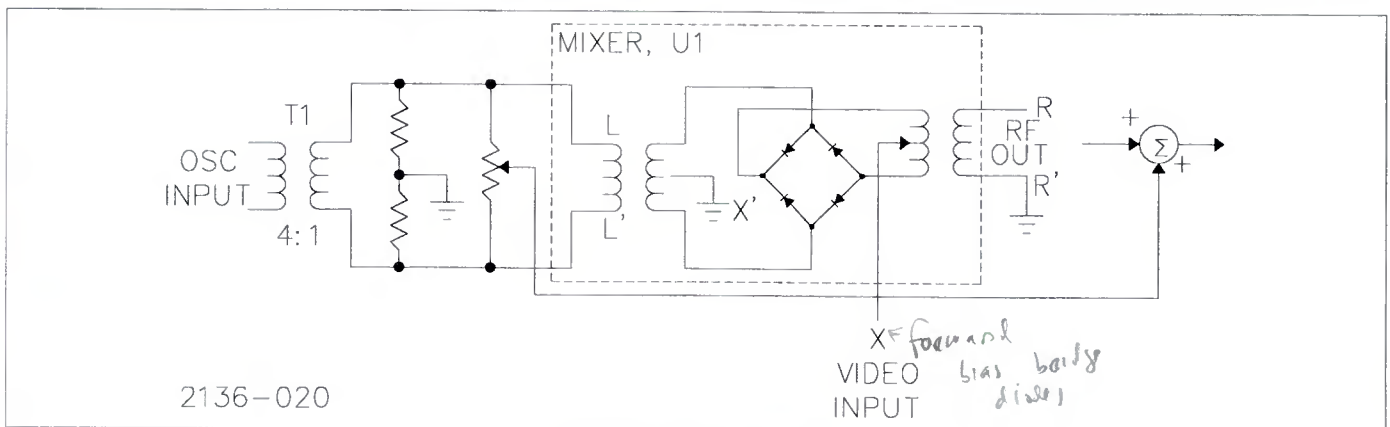 MIXER, U1
T1
OSC
INPUT
4:1
L
L'
X'
R
RF
OUT
R'
+
Σ
+
+
X = forward
VIDEO bias bridge
INPUT diodes
2136-020